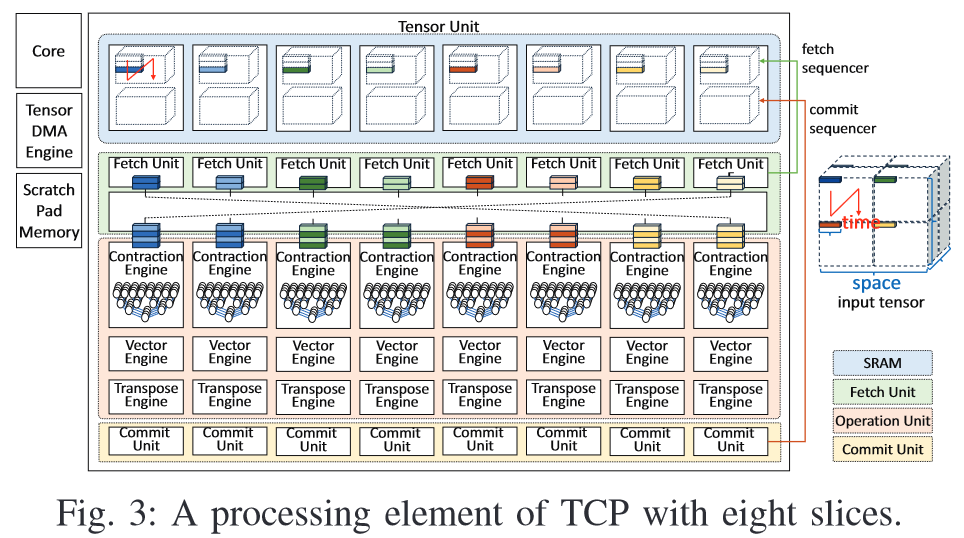 Core
Tensor
DMA
Engine
Scratch
Pad
Memory
Tensor Unit
Fetch Unit
Fetch Unit
Fetch Unit
Fetch Unit
Fetch Unit
Fetch Unit
Fetch Unit
Fetch Unit
Contraction
Engine
Contraction
Engine
Contraction
Engine
Contraction
Engine
Contraction
Engine
Contraction
Engine
Contraction
Engine
Contraction
Engine
Vector
Engine
Vector
Engine
Vector
Engine
Vector
Engine
Vector
Engine
Vector
Engine
Vector
Engine
Vector
Engine
Transpose
Engine
Transpose
Engine
Transpose
Engine
Transpose
Engine
Transpose
Engine
Transpose
Engine
Transpose
Engine
Transpose
Engine
Commit
Unit
Commit
Unit
Commit
Unit
Commit
Unit
Commit
Unit
Commit
Unit
Commit
Unit
Commit
Unit
fetch
sequencer
commit
sequencer
time
space
input tensor
SRAM
Fetch Unit
Operation Unit
Commit Unit
Fig. 3: A processing element of TCP with eight slices.